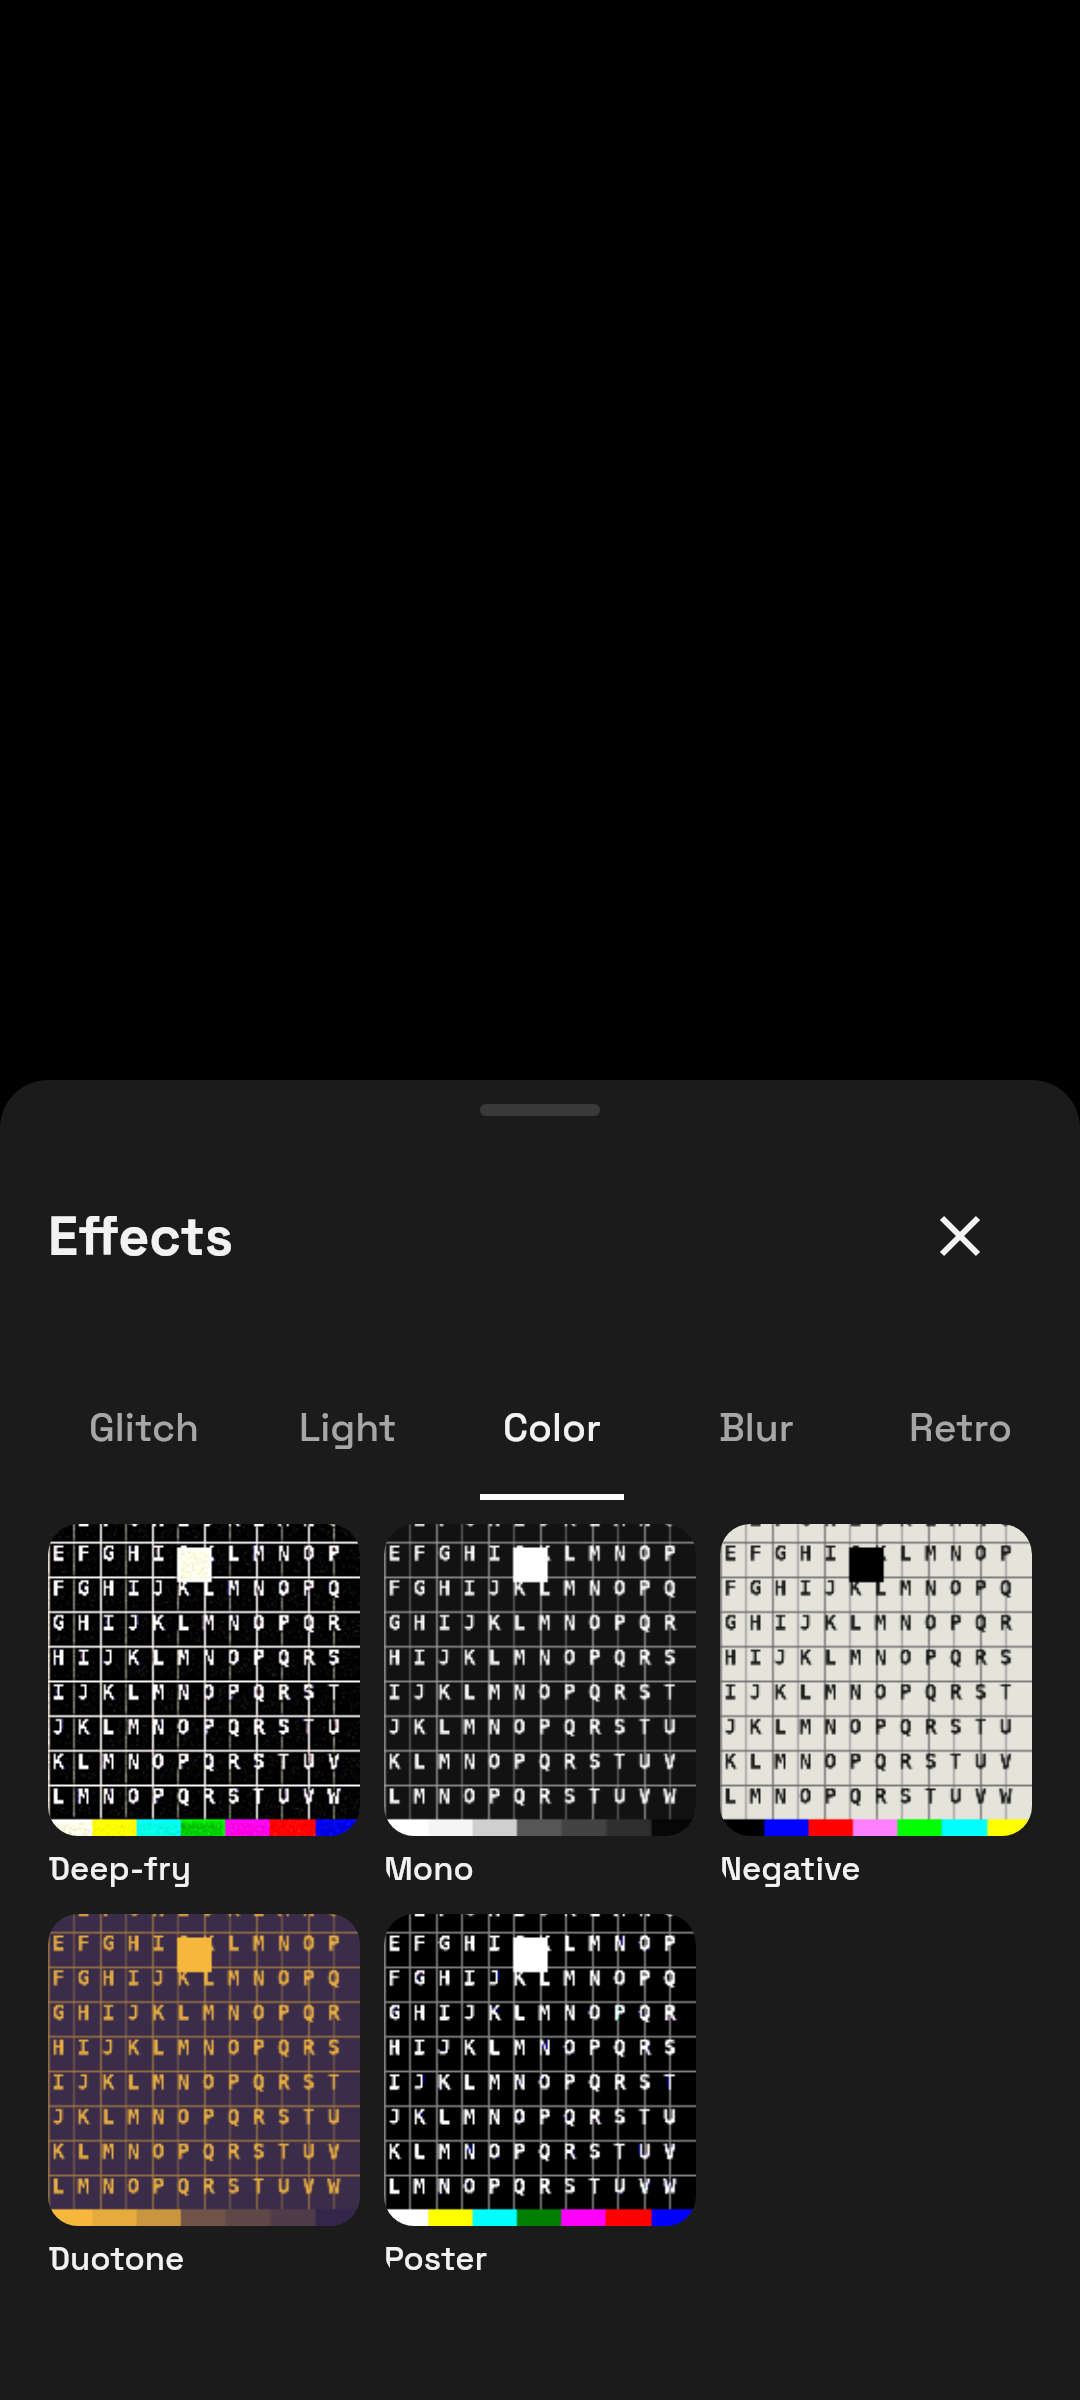 Effects
Glitch Light Color Blur Retro
E F G H I K L M N O P
F G H I J K L M N O P Q
G H I J K L M N O P Q R
H I J K L M N O P Q R S
I J K L M N O P Q R S T
J K L M N O P Q R S T U
K L M N O P Q R S T U V
L M N O P Q R S T U V W
Deep-fry
E F G H I K L M N O P
F G H I J K L M N O P Q
G H I J K L M N O P Q R
H I J K L M N O P Q R S
I J K L M N O P Q R S T
J K L M N O P Q R S T U
K L M N O P Q R S T U V
L M N O P Q R S T U V W
Mono
E F G H I K L M N O P
F G H I J K L M N O P Q
G H I J K L M N O P Q R
H I J K L M N O P Q R S
I J K L M N O P Q R S T
J K L M N O P Q R S T U
K L M N O P Q R S T U V
L M N O P Q R S T U V W
Negative
E F G H I K L M N O P
F G H I J K L M N O P Q
G H I J K L M N O P Q R
H I J K L M N O P Q R S
I J K L M N O P Q R S T
J K L M N O P Q R S T U
K L M N O P Q R S T U V
L M N O P Q R S T U V W
Duotone
E F G H I K L M N O P
F G H I J K L M N O P Q
G H I J K L M N O P Q R
H I J K L M N O P Q R S
I J K L M N O P Q R S T
J K L M N O P Q R S T U
K L M N O P Q R S T U V
L M N O P Q R S T U V W
Poster